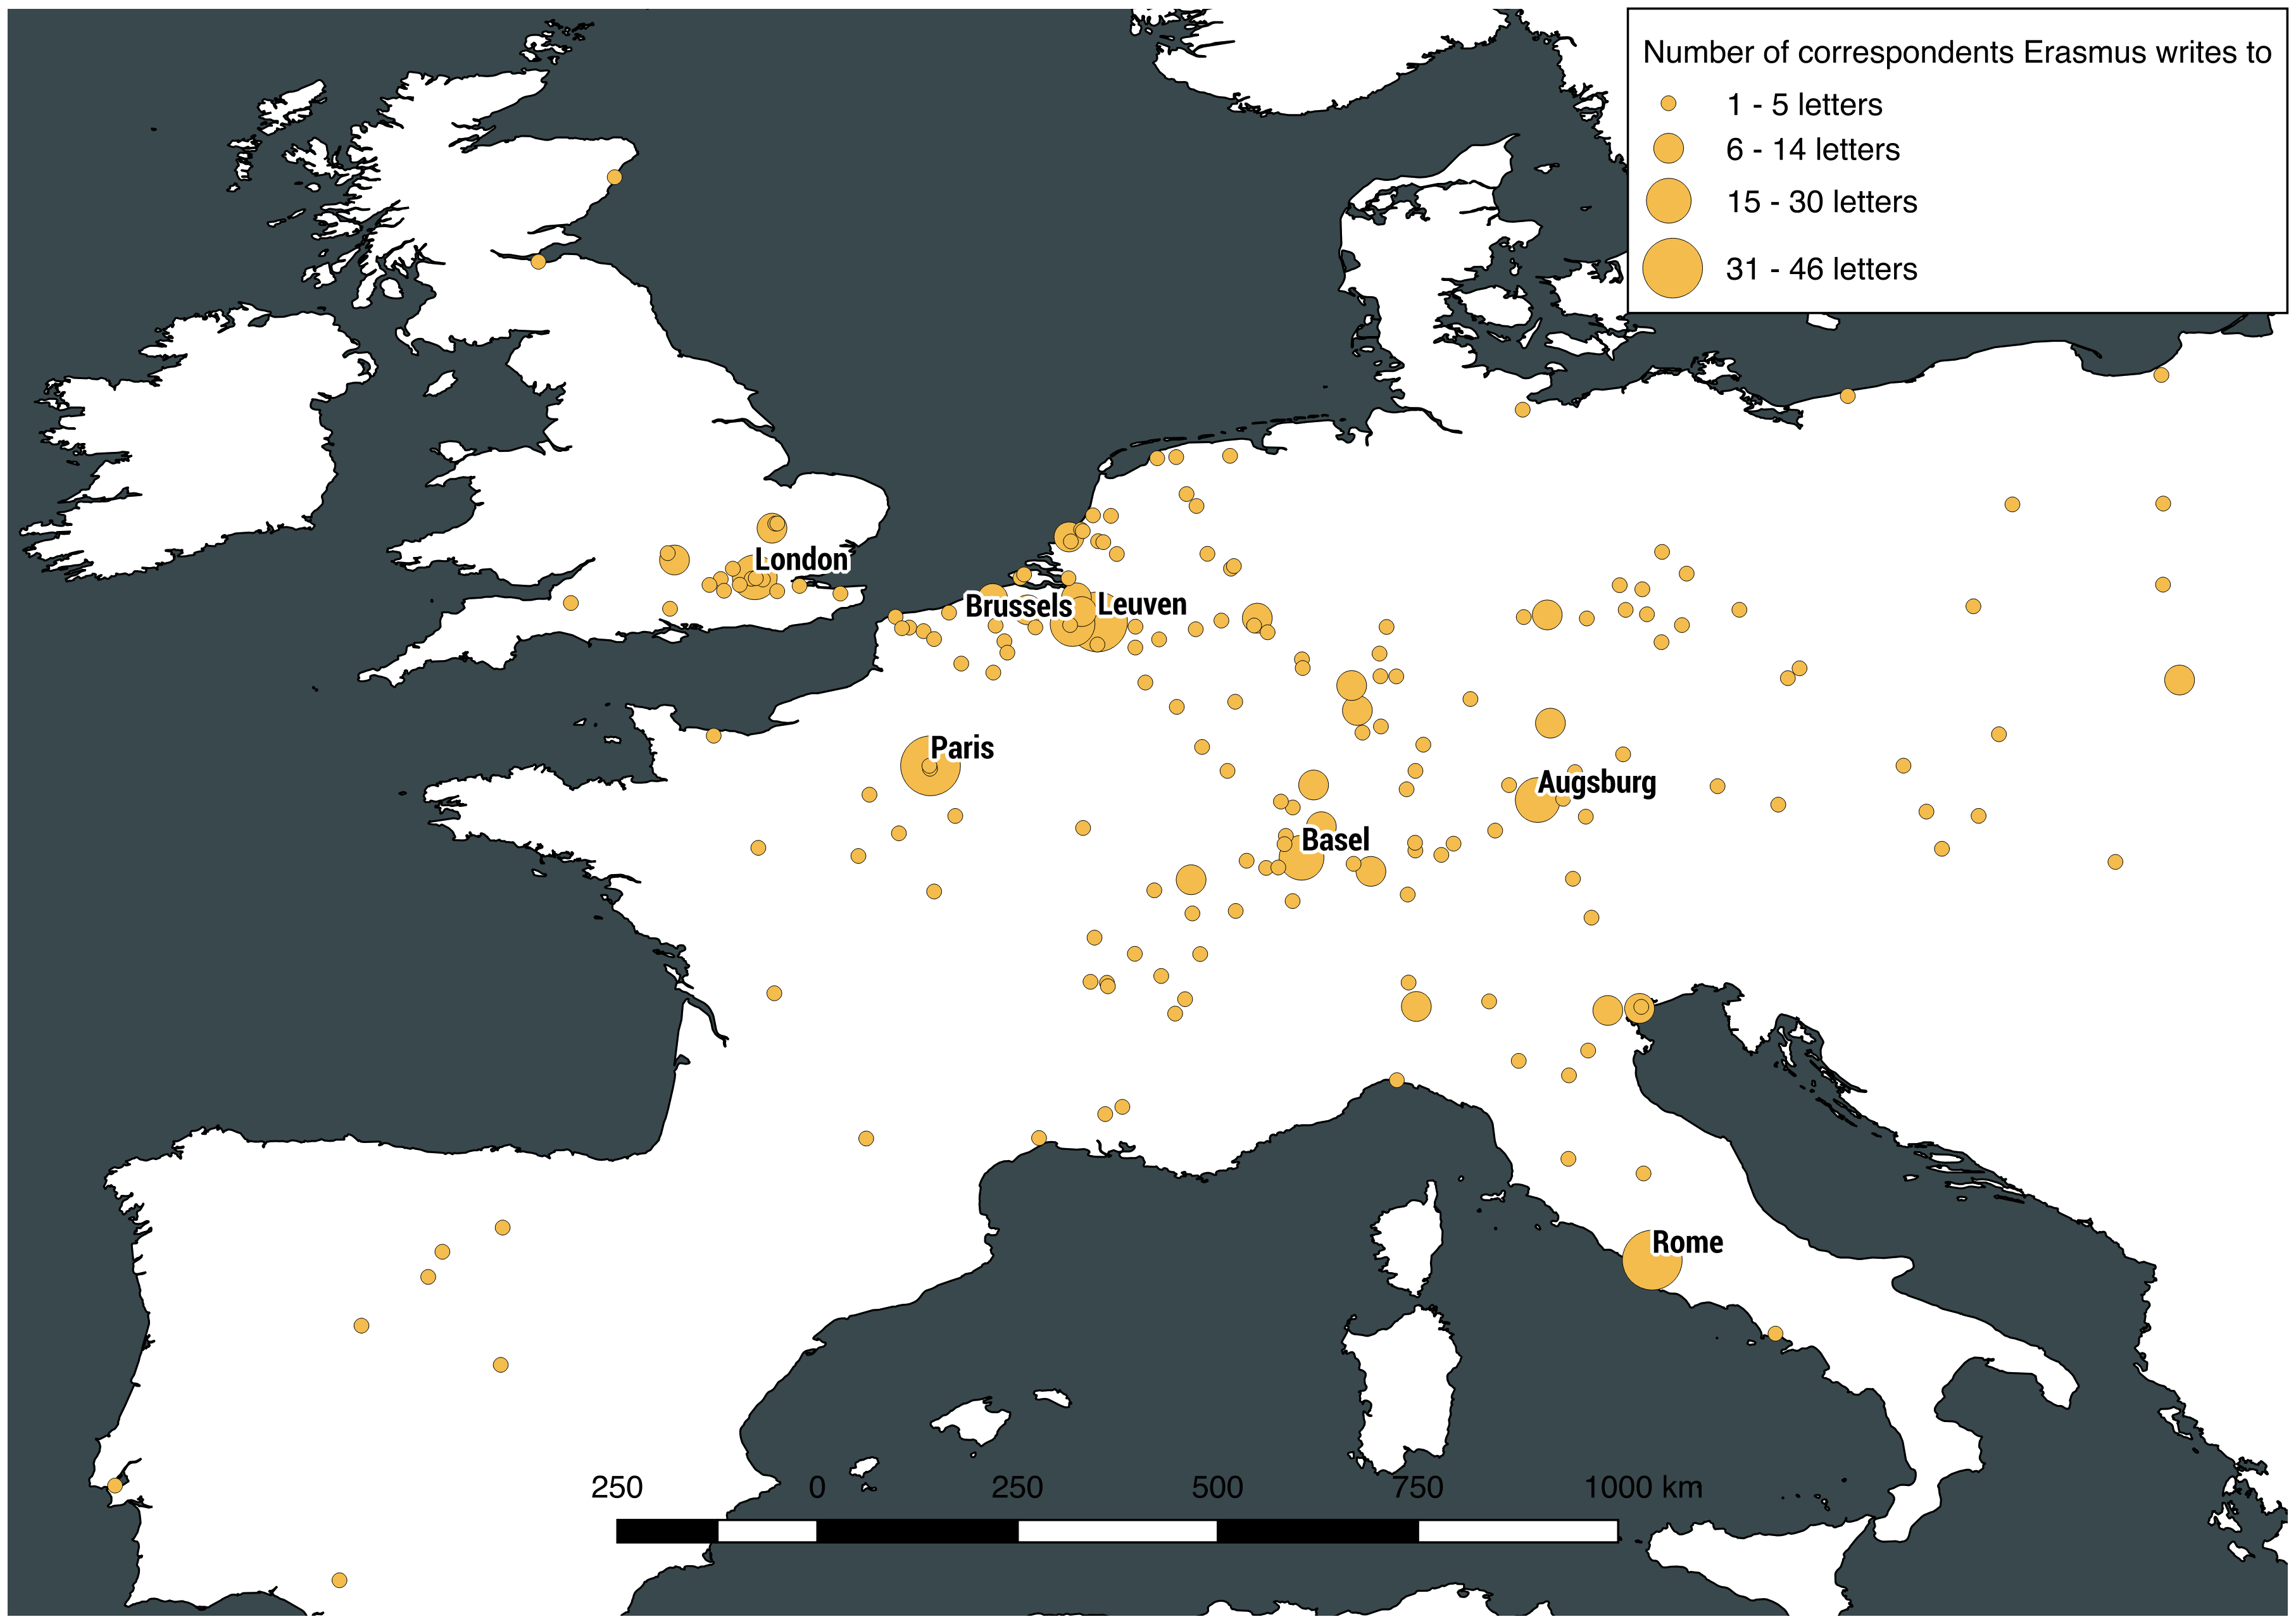 Number of correspondents Erasmus writes to
1 - 5 letters
6 - 14 letters
15 - 30 letters
31 - 46 letters
London
Brussels
Leuven
Paris
Augsburg
Basel
Rome
250 0 250 500 750 1000 km